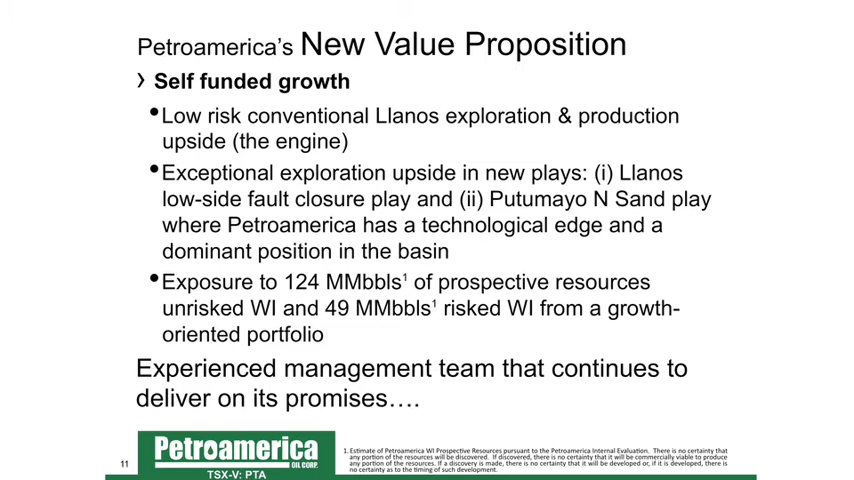 Petroamerica's New Value Proposition
› Self funded growth
•Low risk conventional Llanos exploration & production
upside (the engine)
•Exceptional exploration upside in new plays: (i) Llanos
low-side fault closure play and (ii) Putumayo N Sand play
where Petroamerica has a technological edge and a
dominant position in the basin
•Exposure to 124 MMbbls¹ of prospective resources
unrisked WI and 49 MMbbls¹ risked WI from a growth-
oriented portfolio
Experienced management team that continues to
deliver on its promises….
11
Petroamerica
OIL CORP.
TSX-V: PTA
1. Estimate of Petroamerica WI Prospective Resources pursuant to the Petroamerica Internal Evaluation. There is no certainty that
any portion of the resources will be discovered. If discovered, there is no certainty that it will be commercially viable to produce
any portion of the resources. If a discovery is made, there is no certainty that it will be developed or, if it is developed, there is
no certainty as to the timing of such development.